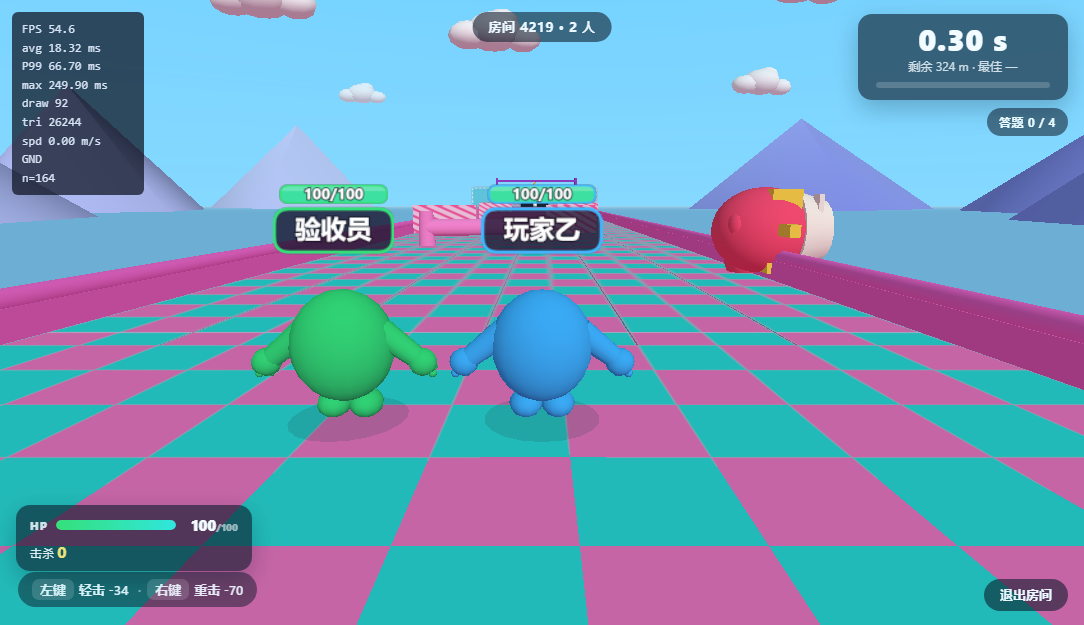 FPS 54.6
avg 18.32 ms
P99 66.70 ms
max 249.90 ms
draw 92
tri 26244
spd 0.00 m/s
GND
n=164
房间 4219 • 2 人
0.30 s
剩余 324 m · 最佳 —
答题 0 / 4
100/100
验收员
100/100
玩家乙
HP 100/100
击杀 0
左键 轻击 -34 · 右键 重击 -70
退出房间